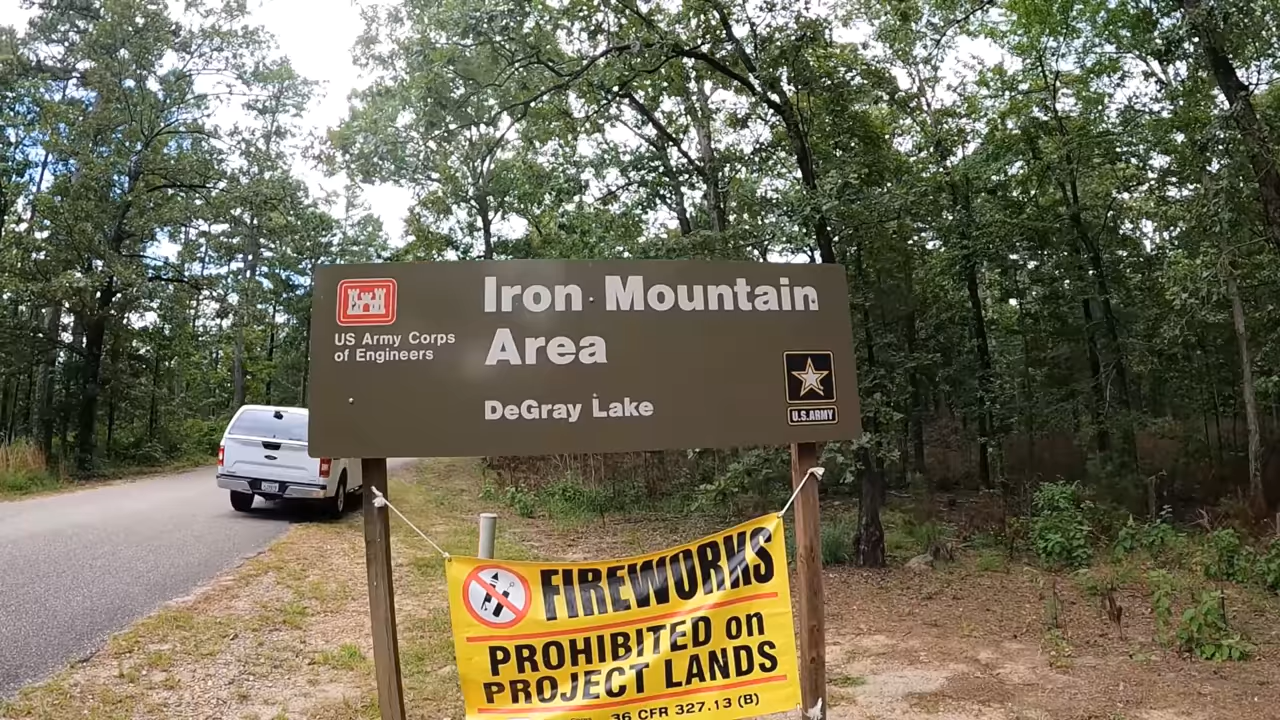 US Army Corps
of Engineers
Iron Mountain
Area
DeGray Lake
U.S.ARMY
FIREWORKS
PROHIBITED on
PROJECT LANDS
36 CFR 327.13 (B)